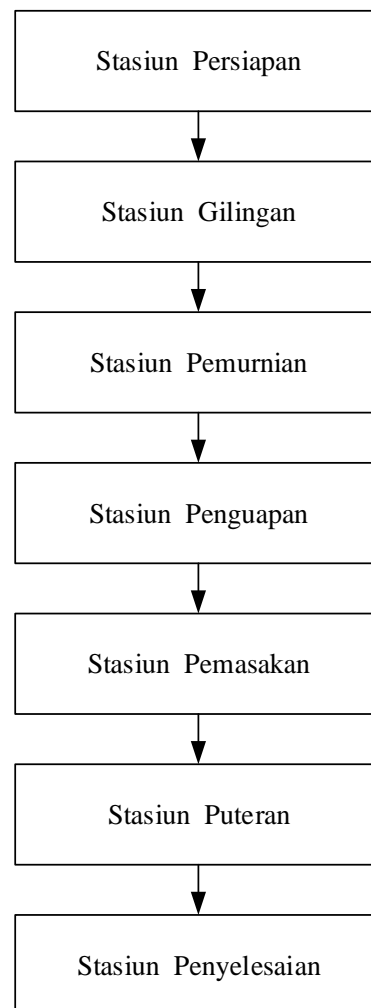 Stasiun Persiapan
Stasiun Gilingan
Stasiun Pemurnian
Stasiun Penguapan
Stasiun Pemasakan
Stasiun Puteran
Stasiun Penyelesaian